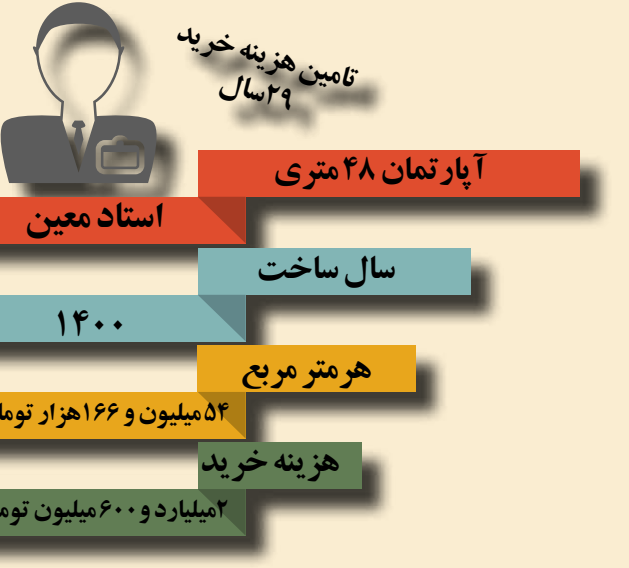 تامین هزینه خرید
۲۹سال
آپارتمان ۴۸ متری
استاد معین
سال ساخت
۱۴۰۰
هرمتر مربع
۵۴میلیون و ۱۶۶هزار توما
هزینه خرید
۲میلیارد و ۶۰۰میلیون توم